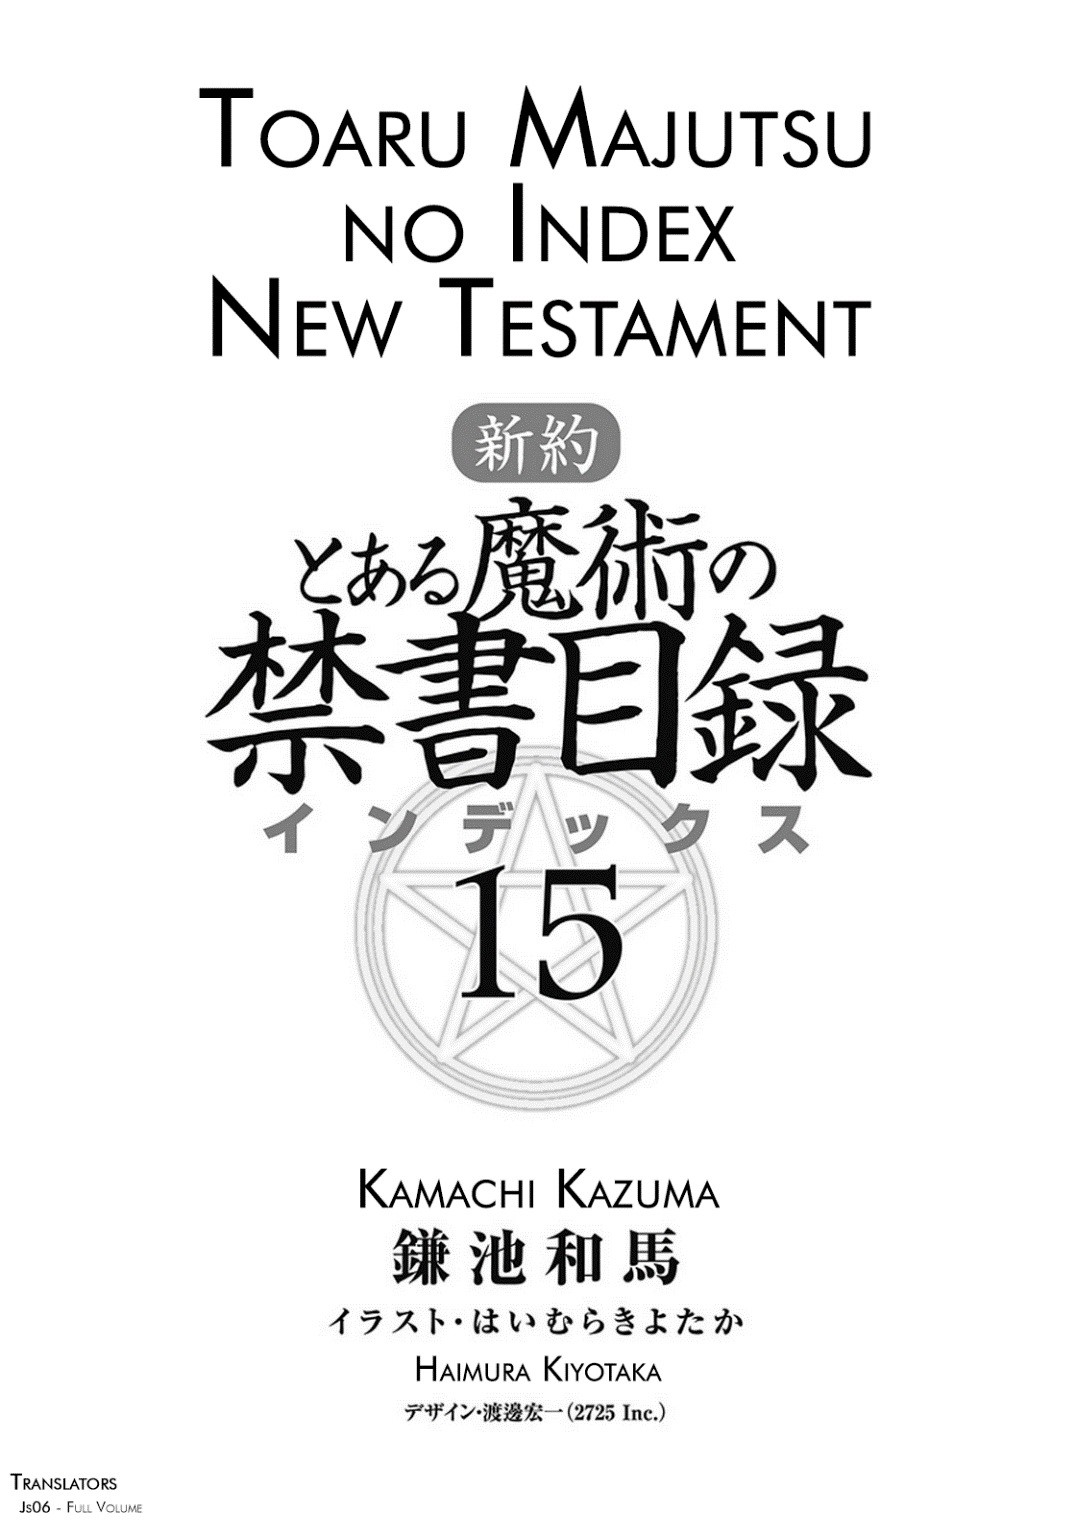 Toaru Majutsu
no Index
New Testament
新約
とある魔術の
禁書目録
インデックス
15
Kamachi Kazuma
鎌池和馬
イラスト・はいむらきよたか
Haimura Kiyotaka
デザイン・渡邊宏一(2725 Inc.)
Translators
Js06 - Full Volume